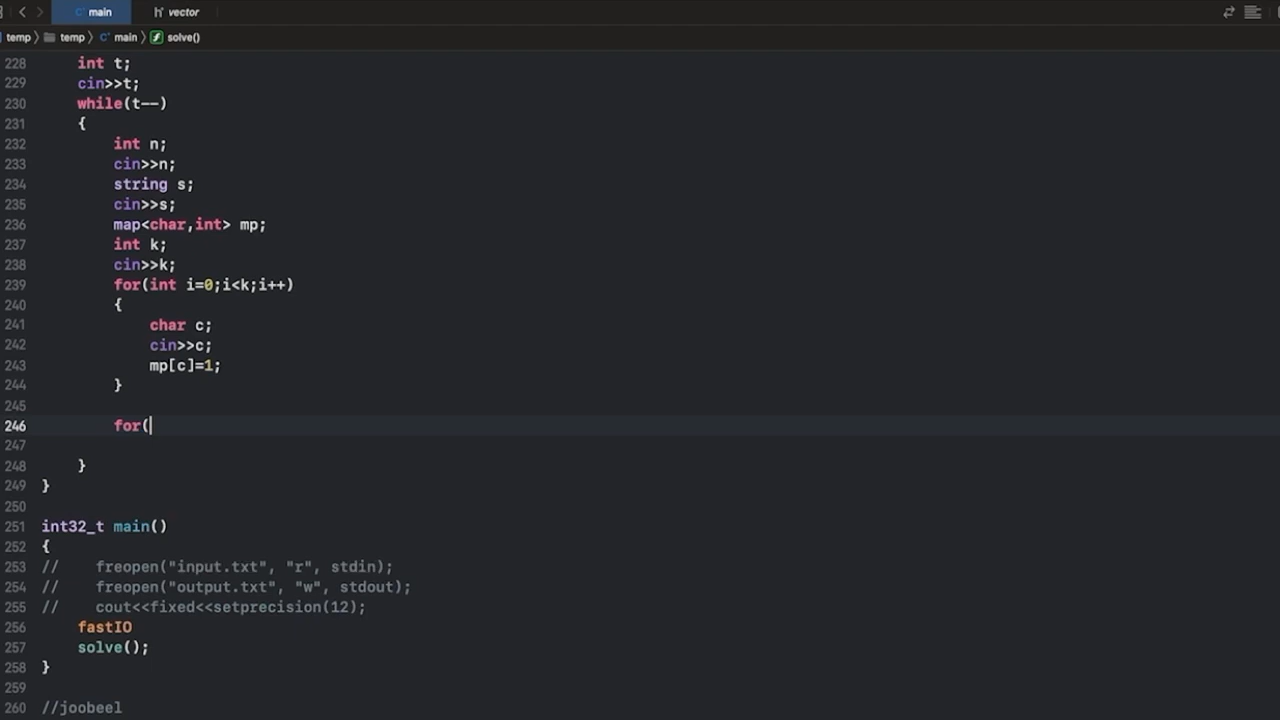 main vector
temp temp main solve()
228 int t;
229 cin>>t;
230 while(t--)
231 {
232 int n;
233 cin>>n;
234 string s;
235 cin>>s;
236 map<char,int> mp;
237 int k;
238 cin>>k;
239 for(int i=0;i<k;i++)
240 {
241 char c;
242 cin>>c;
243 mp[c]=1;
244 }
245
246 for(
247
248 }
249 }
250
251 int32_t main()
252 {
253 // freopen("input.txt", "r", stdin);
254 // freopen("output.txt", "w", stdout);
255 // cout<<fixed<<setprecision(12);
256 fastIO
257 solve();
258 }
259
260 //joobeel